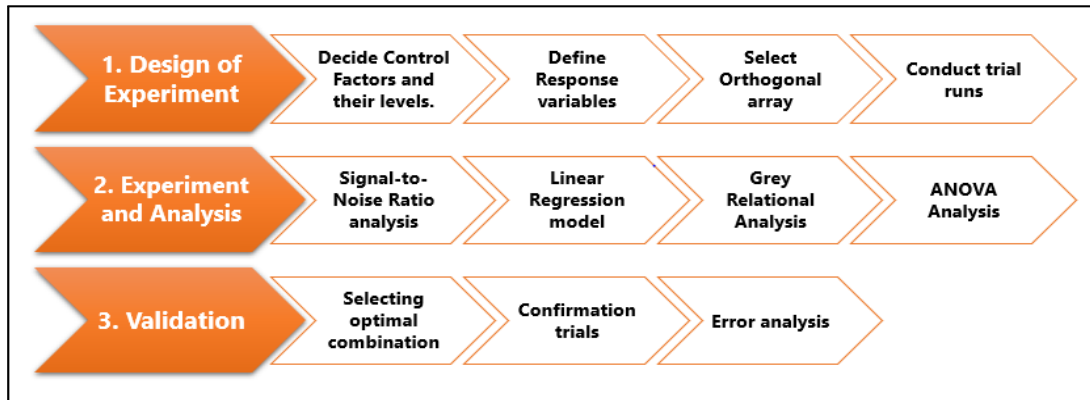 1. Design of
Experiment
Decide Control
Factors and
their levels.
Define
Response
variables
Select
Orthogonal
array
Conduct trial
runs
2. Experiment
and Analysis
Signal-to-
Noise Ratio
analysis
Linear
Regression
model
Grey
Relational
Analysis
ANOVA
Analysis
3. Validation
Selecting
optimal
combination
Confirmation
trials
Error analysis